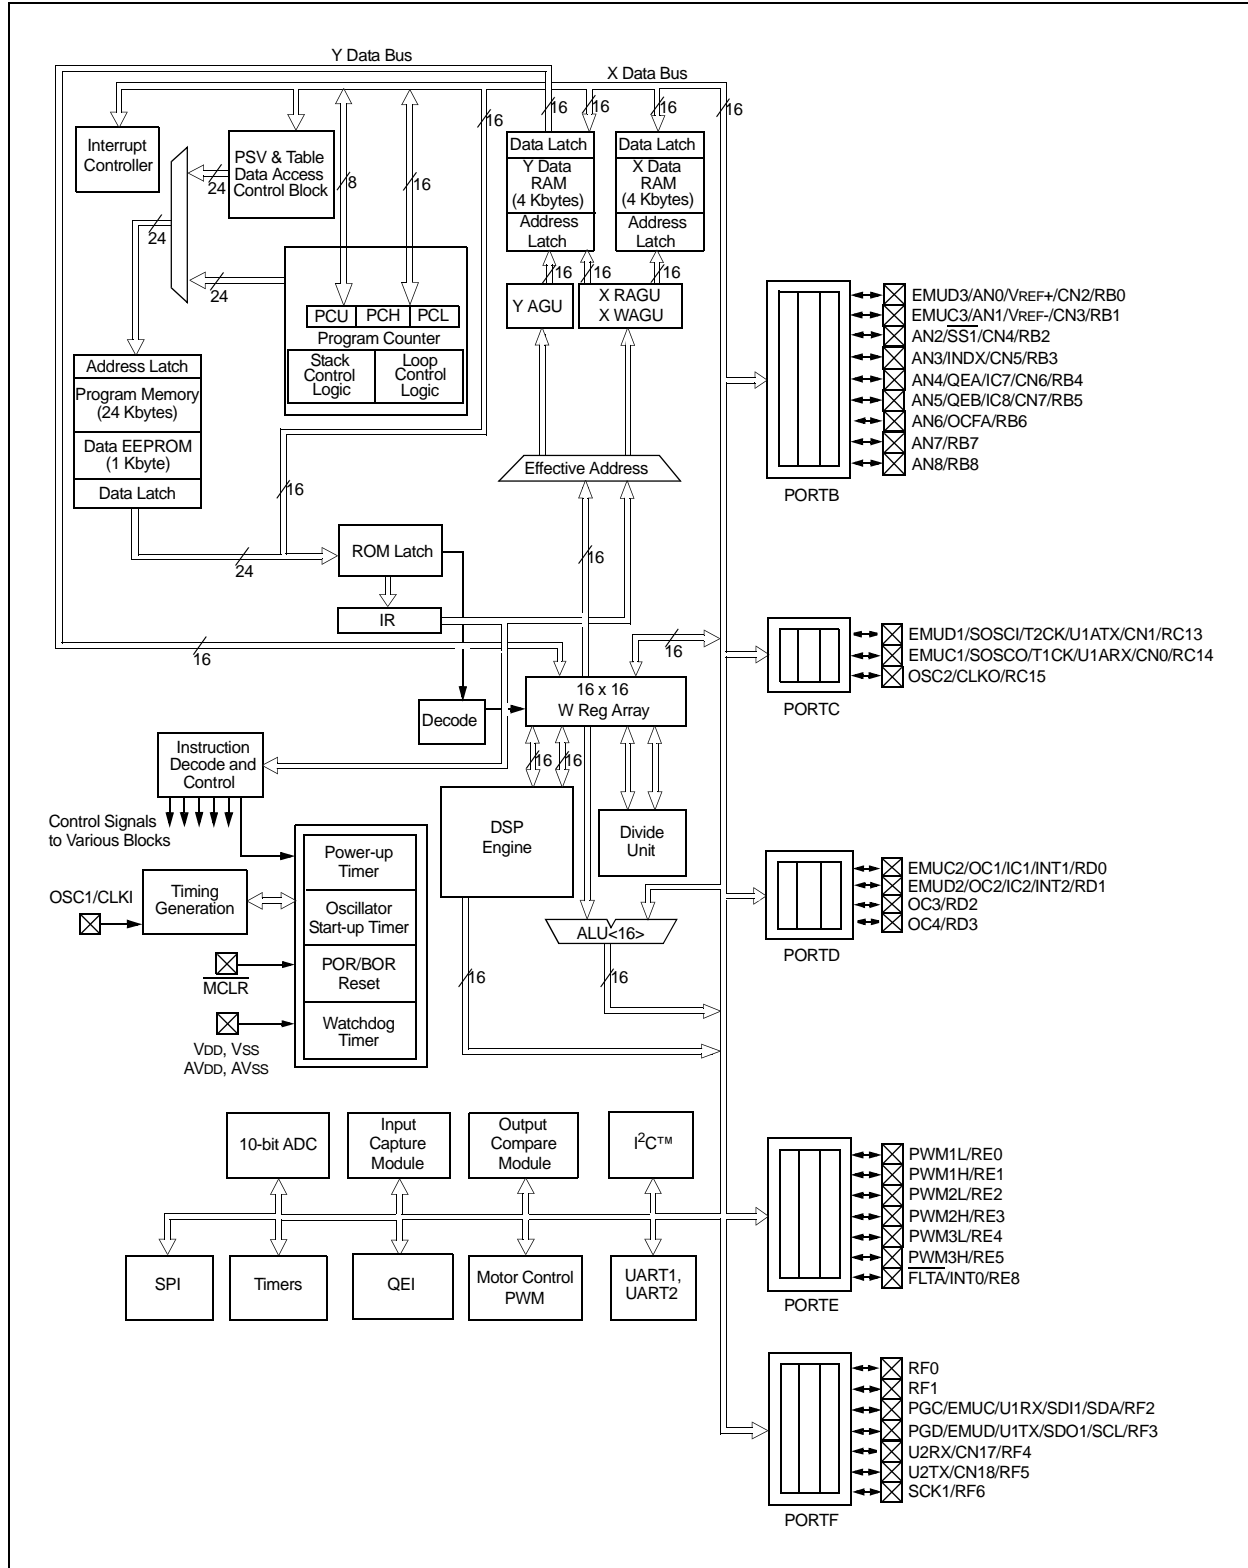 Y Data Bus
X Data Bus
16
16
16
16
16
Interrupt
Controller
PSV & Table
Data Access
Control Block
24
24
24
8
16
Data Latch
Y Data
RAM
(4 Kbytes)
Address
Latch
Data Latch
X Data
RAM
(4 Kbytes)
Address
Latch
16
16
16
Y AGU
X RAGU
X WAGU
PCU
PCH
PCL
Program Counter
Stack
Control
Logic
Loop
Control
Logic
Address Latch
Program Memory
(24 Kbytes)
Data EEPROM
(1 Kbyte)
Data Latch
Effective Address
16
24
ROM Latch
16
IR
16
16
16 x 16
W Reg Array
Decode
Instruction
Decode and
Control
16
16
Control Signals
to Various Blocks
DSP
Engine
Divide
Unit
Power-up
Timer
Oscillator
Start-up Timer
POR/BOR
Reset
Watchdog
Timer
OSC1/CLKI
Timing
Generation
MCLR
VDD, VSS
AVDD, AVSS
ALU<16>
16
16
10-bit ADC
Input
Capture
Module
Output
Compare
Module
I2C™
SPI
Timers
QEI
Motor Control
PWM
UART1,
UART2
EMUD3/AN0/VREF+/CN2/RB0
EMUC3/AN1/VREF-/CN3/RB1
AN2/SS1/CN4/RB2
AN3/INDX/CN5/RB3
AN4/QEA/IC7/CN6/RB4
AN5/QEB/IC8/CN7/RB5
AN6/OCFA/RB6
AN7/RB7
AN8/RB8
PORTB
EMUD1/SOSCI/T2CK/U1ATX/CN1/RC13
EMUC1/SOSCO/T1CK/U1ARX/CN0/RC14
OSC2/CLKO/RC15
PORTC
EMUC2/OC1/IC1/INT1/RD0
EMUD2/OC2/IC2/INT2/RD1
OC3/RD2
OC4/RD3
PORTD
PWM1L/RE0
PWM1H/RE1
PWM2L/RE2
PWM2H/RE3
PWM3L/RE4
PWM3H/RE5
FLTA/INT0/RE8
PORTE
RF0
RF1
PGC/EMUC/U1RX/SDI1/SDA/RF2
PGD/EMUD/U1TX/SDO1/SCL/RF3
U2RX/CN17/RF4
U2TX/CN18/RF5
SCK1/RF6
PORTF